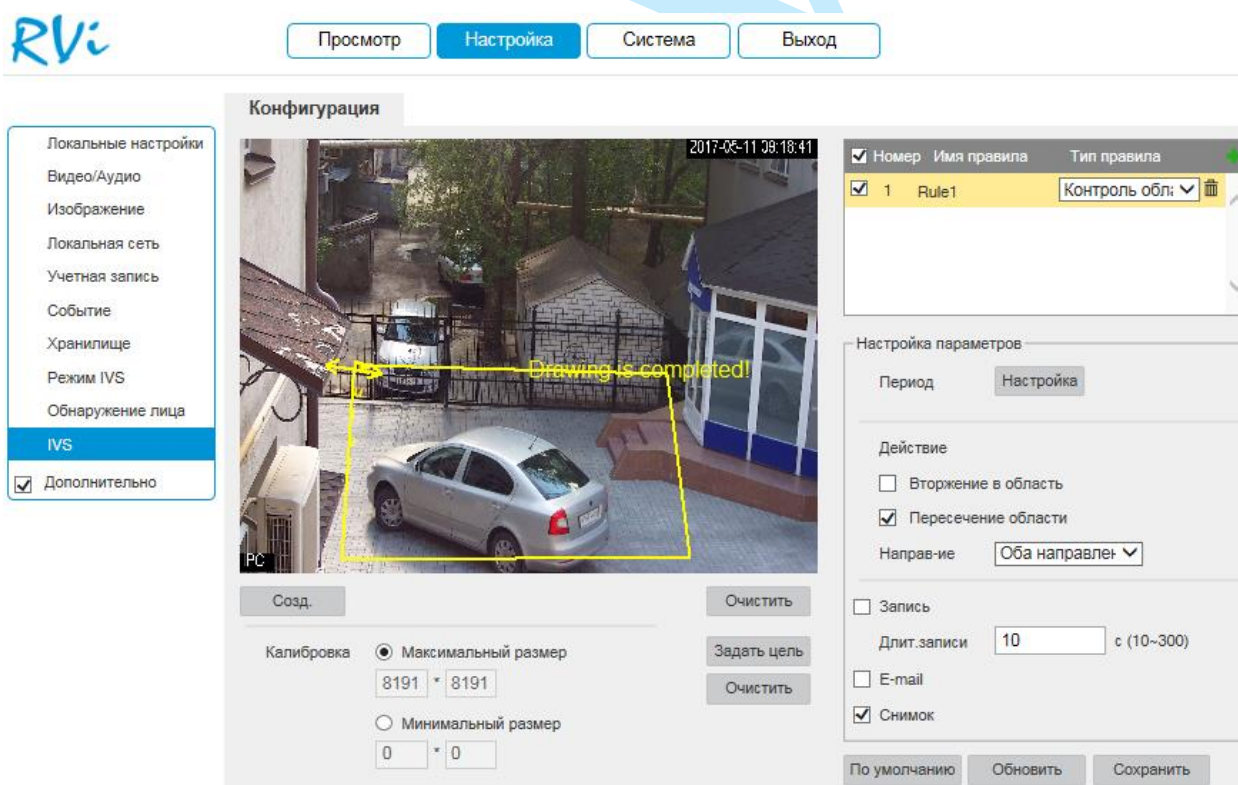 RVi
Просмотр
Настройка
Система
Выход
Конфигурация
Локальные настройки
Видео/Аудио
Изображение
Локальная сеть
Учетная запись
Событие
Хранилище
Режим IVS
Обнаружение лица
IVS
Дополнительно
2017-05-11 09:18:41
Drawing is completed!
IPC
Созд.
Очистить
Калибровка
Максимальный размер
Задать цель
8191 * 8191
Очистить
Минимальный размер
0 * 0
Номер Имя правила Тип правила
1 Rule1 Контроль обла
Настройка параметров
Период Настройка
Действие
Вторжение в область
Пересечение области
Направ-ие Оба направлен
Запись
Длит.записи 10 с (10~300)
E-mail
Снимок
По умолчанию Обновить Сохранить